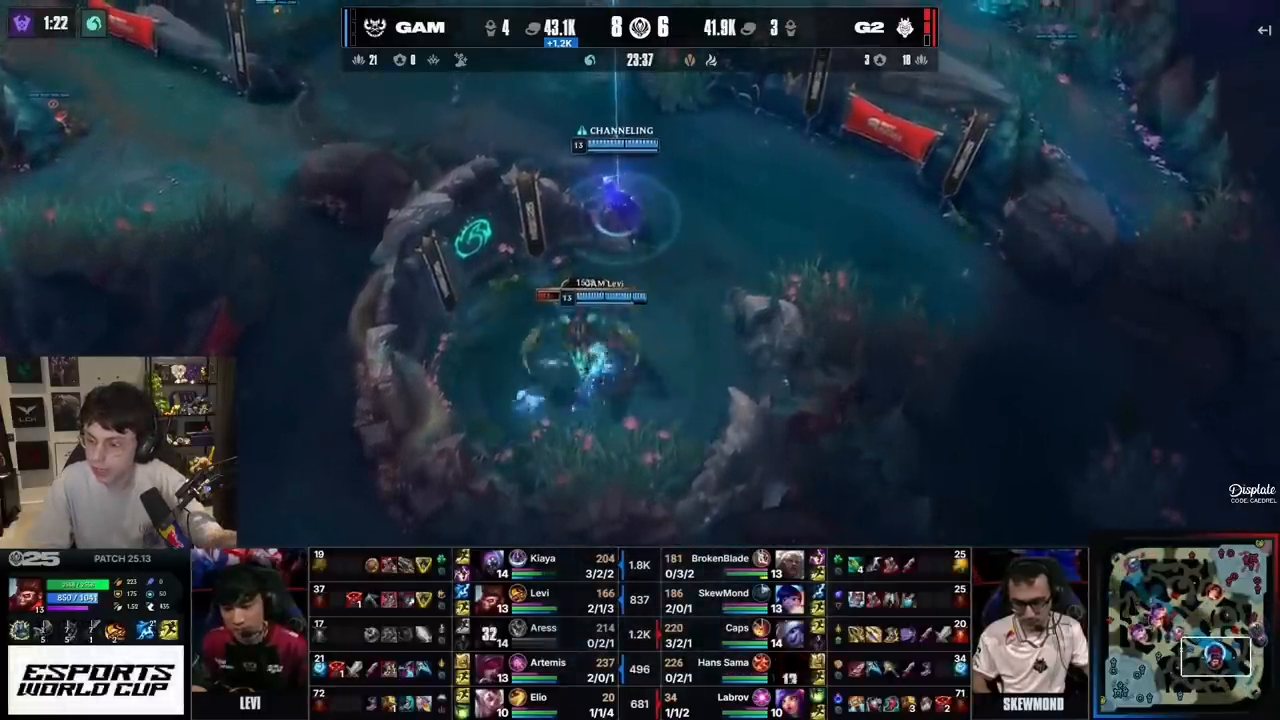 1:22
GAM 4 43.1K 8 6 41.9K 3 G2
+1.2K
21 0 23:37 3 18
CHANNELING
13
GAM Levi
13
Displate
CODE: CAEDREL
25 PATCH 25.13
13
ESPORTS
WORLD CUP
LEVI
19 14 Kiaya 204 3/2/2 1.8K 181 BrokenBlade 0/3/2 13 25
37 13 Levi 166 2/1/3 837 186 SkewMond 2/0/1 13
17 32 14 Aress 214 0/2/1 1.2K 220 Caps 3/2/1 14 20
21 13 Artemis 237 2/0/1 496 226 Hans Sama 0/2/1 34
72 10 Elio 20 1/1/4 681 34 Labrov 1/1/2 10 71
SKEWMOND